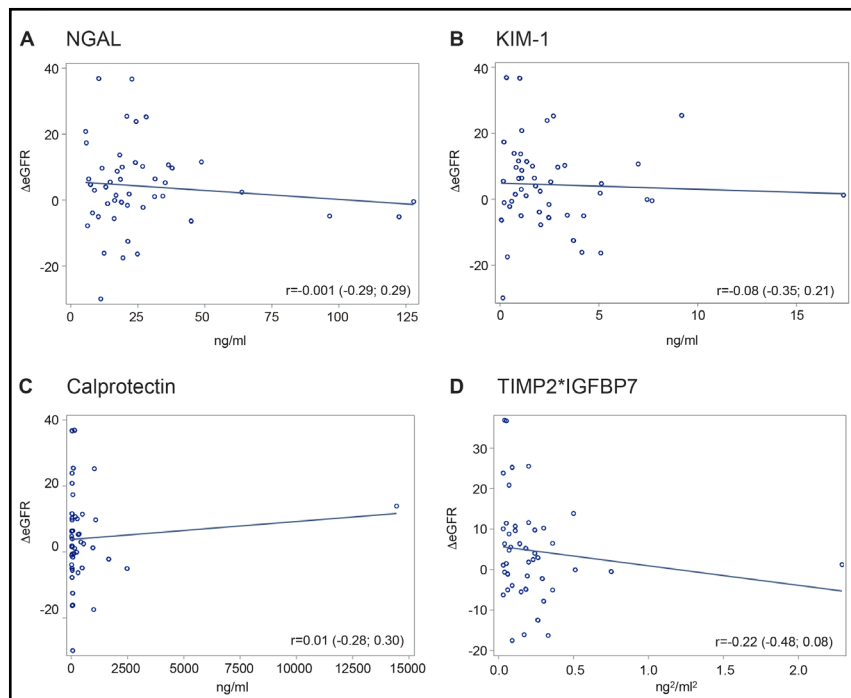 A NGAL
40
20
0
-20
ΔeGFR
0 25 50 75 100 125
ng/ml
r=-0.001 (-0.29; 0.29)
B KIM-1
40
20
0
-20
ΔeGFR
0 5 10 15
ng/ml
r=-0.08 (-0.35; 0.21)
C Calprotectin
40
20
0
-20
ΔeGFR
0 2500 5000 7500 10000 12500 15000
ng/ml
r=0.01 (-0.28; 0.30)
D TIMP2*IGFBP7
30
20
10
0
-10
-20
ΔeGFR
0.0 0.5 1.0 1.5 2.0
ng²/ml²
r=-0.22 (-0.48; 0.08)